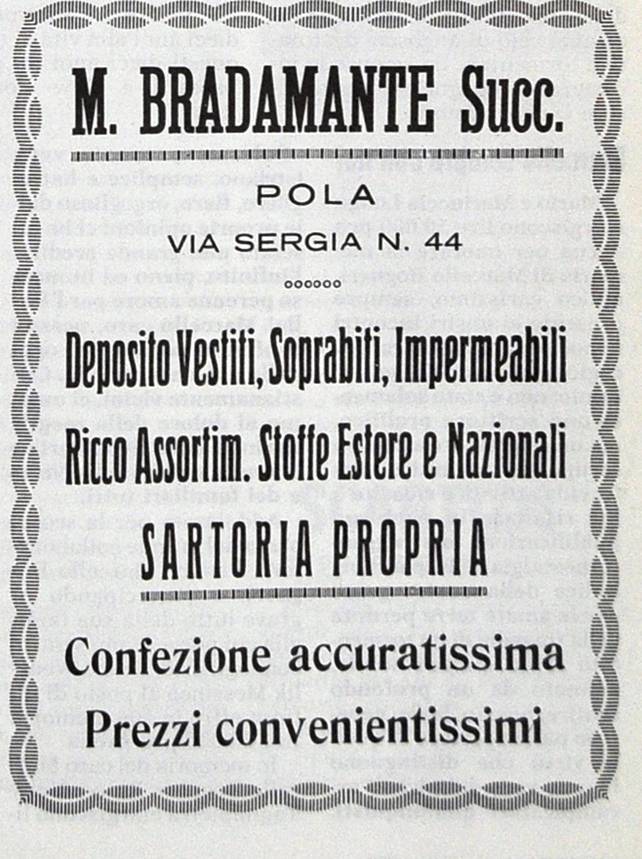 M. BRADAMANTE Succ.
POLA
VIA SERGIA N. 44
Deposito Vestiti, Soprabiti, Impermeabili
Ricco Assortim. Stoffe Estere e Nazionali
SARTORIA PROPRIA
Confezione accuratissima
Prezzi convenientissimi